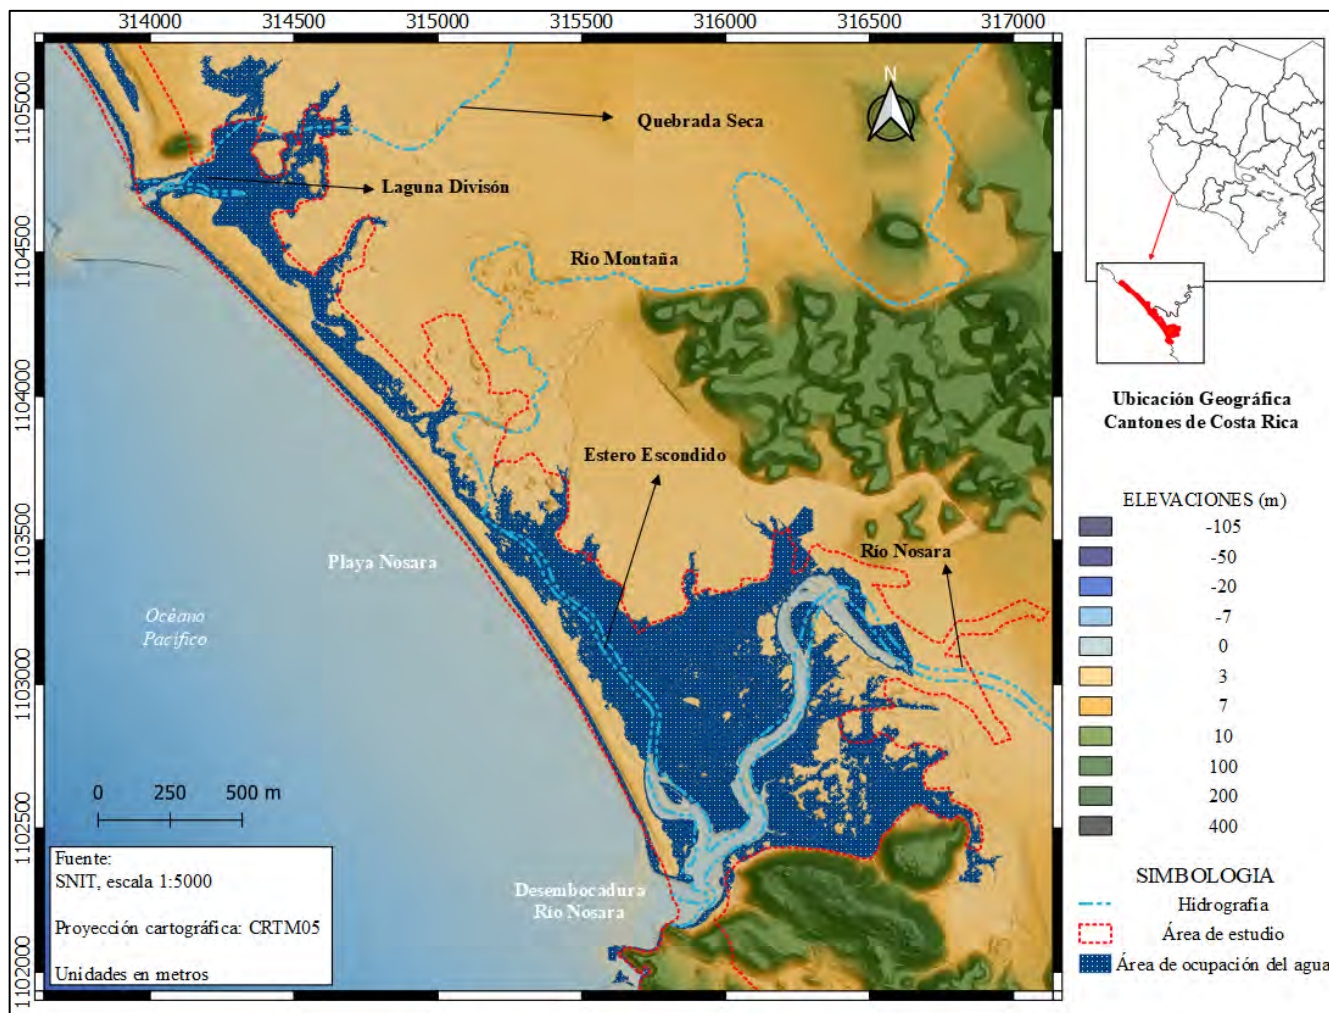 314000 314500 315000 315500 316000 316500 317000
1105000
1104500
1104000
1103500
1103000
1102500
1102000
N
Quebrada Seca
Laguna Divisón
Río Montaña
Estero Escondido
Río Nosara
Playa Nosara
Océano
Pacífico
0 250 500 m
Desembocadura
Río Nosara
Fuente:
SNIT, escala 1:5000
Proyección cartográfica: CRTM05
Unidades en metros
Ubicación Geográfica
Cantones de Costa Rica
ELEVACIONES (m)
-105
-50
-20
-7
0
3
7
10
100
200
400
SIMBOLOGIA
Hidrografía
Área de estudio
Área de ocupación del agua